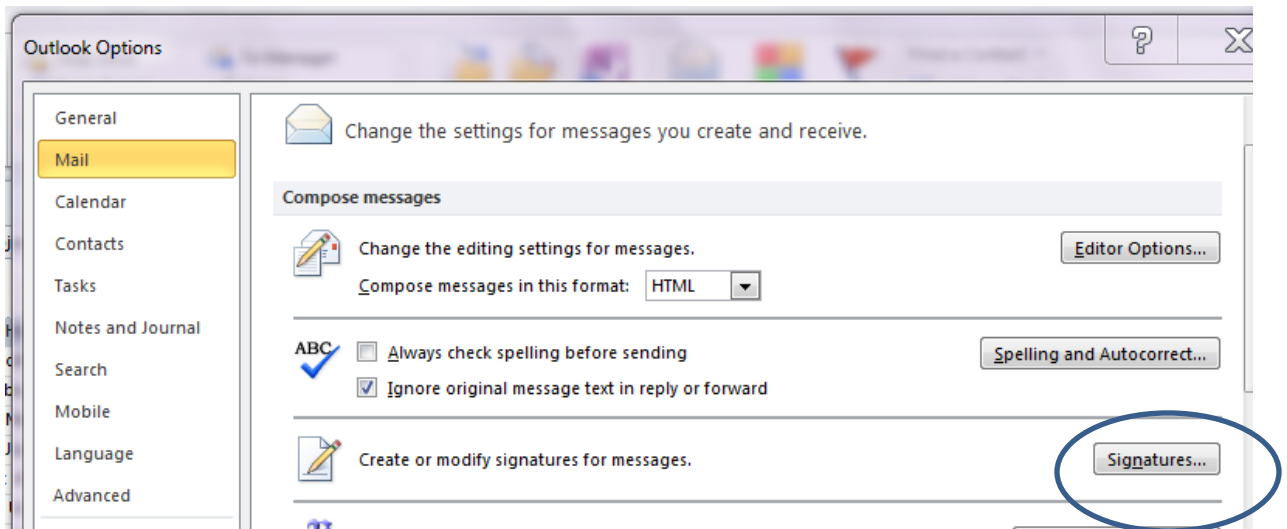 Outlook Options
General
Mail
Calendar
Contacts
Tasks
Notes and Journal
Search
Mobile
Language
Advanced
Change the settings for messages you create and receive.
Compose messages
Change the editing settings for messages.
Editor Options...
Compose messages in this format: HTML
ABC
Always check spelling before sending
Spelling and Autocorrect...
Ignore original message text in reply or forward
Create or modify signatures for messages.
Signatures...